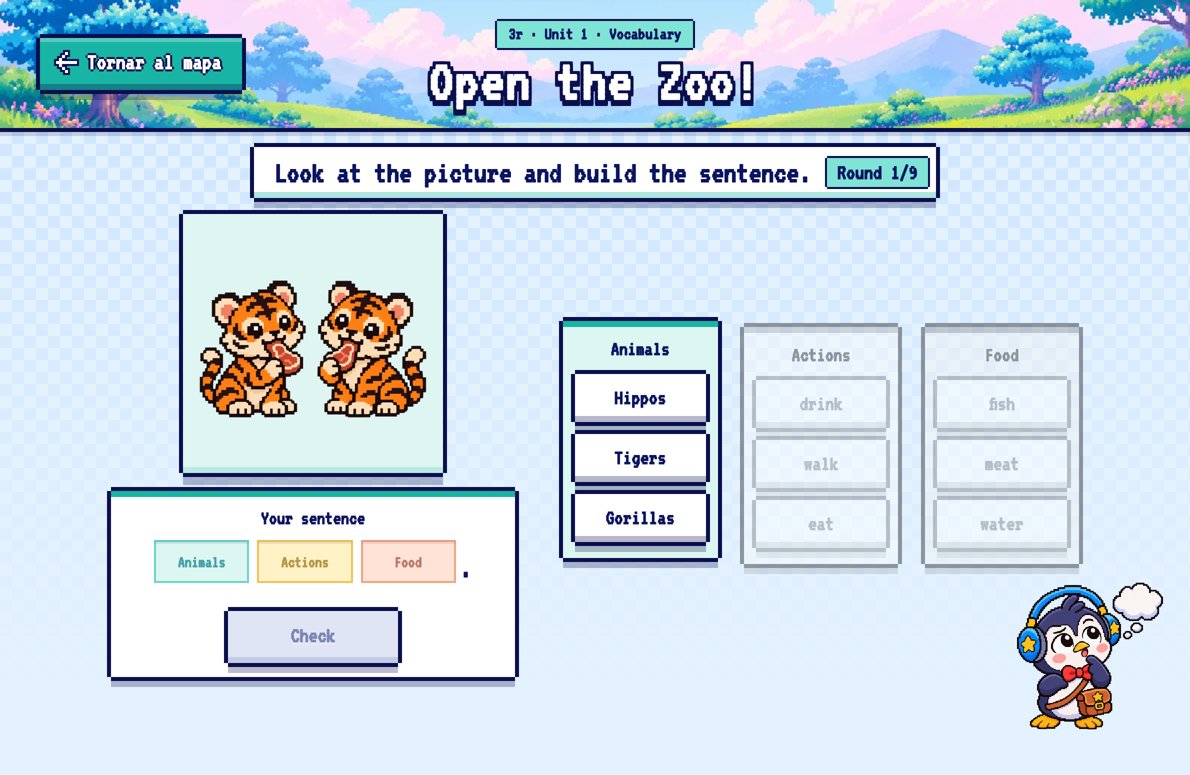 3r · Unit 1 · Vocabulary
← Tornar al mapa
Open the Zoo!
Look at the picture and build the sentence.
Round 1/9
Animals
Hippos
Tigers
Gorillas
Actions
drink
walk
eat
Food
fish
meat
water
Your sentence
Animals Actions Food .
Check